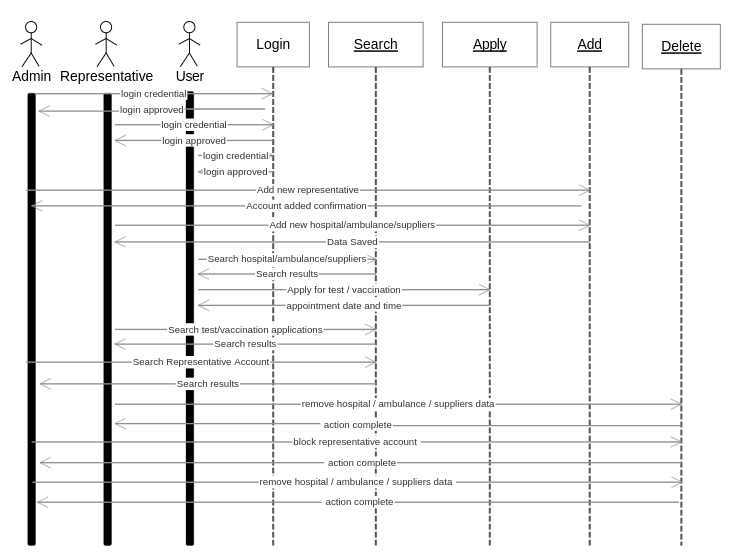 Login
Search
Apply
Add
Delete
Admin
Representative
User
login credential
login approved
login credential
login approved
login credential
login approved
Add new representative
Account added confirmation
Add new hospital/ambulance/suppliers
Data Saved
Search hospital/ambulance/suppliers
Search results
Apply for test / vaccination
appointment date and time
Search test/vaccination applications
Search results
Search Representative Account
Search results
remove hospital / ambulance / suppliers data
action complete
block representative account
action complete
remove hospital / ambulance / suppliers data
action complete